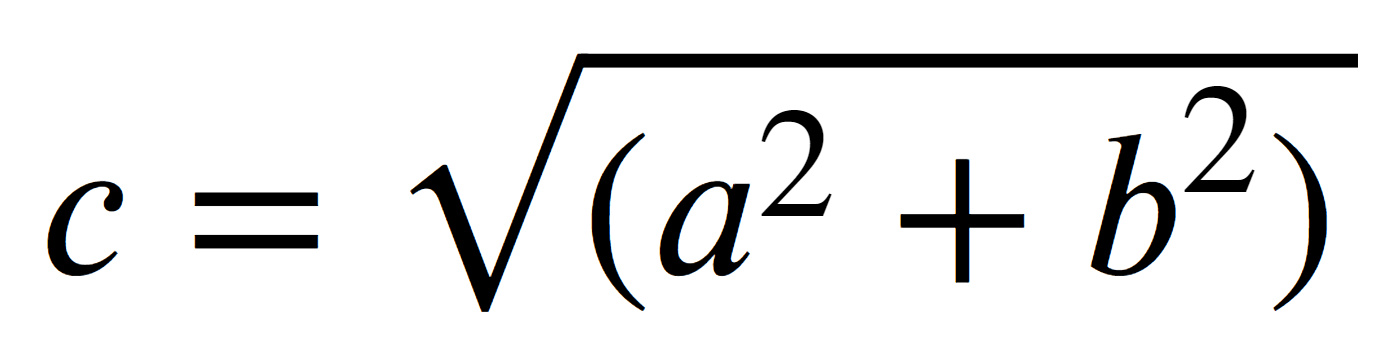 c = √(a² + b²)